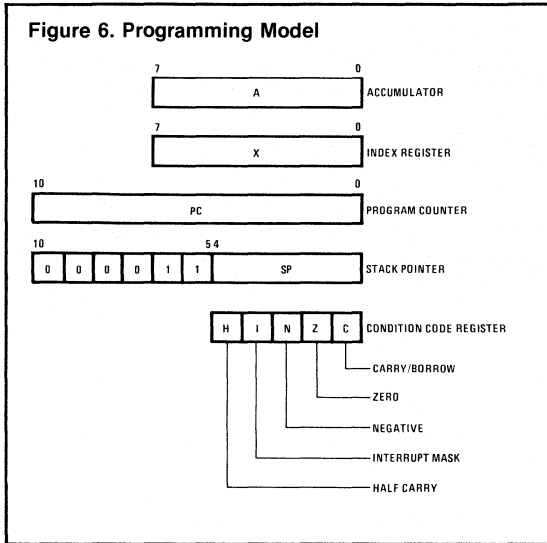 Figure 6. Programming Model
7 0
A ACCUMULATOR
7 0
X INDEX REGISTER
10 0
PC PROGRAM COUNTER
10 5 4
0 0 0 0 1 1 SP STACK POINTER
H I N Z C CONDITION CODE REGISTER
CARRY/BORROW
ZERO
NEGATIVE
INTERRUPT MASK
HALF CARRY